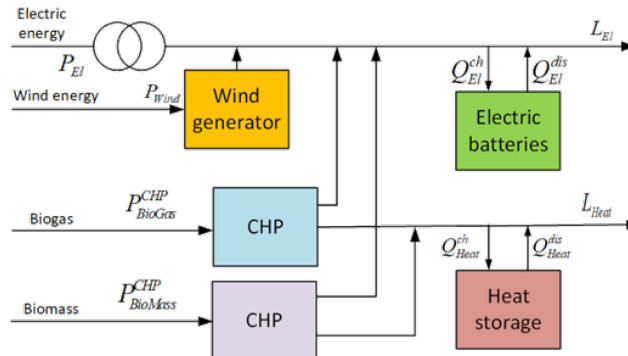 Electric
energy
P_El
L_El
Wind energy
P_Wind
Wind
generator
Q_El^ch
Q_El^dis
Electric
batteries
Biogas
P_BioGas^CHP
CHP
L_Heat
Q_Heat^ch
Q_Heat^dis
Biomass
P_BioMass^CHP
CHP
Heat
storage